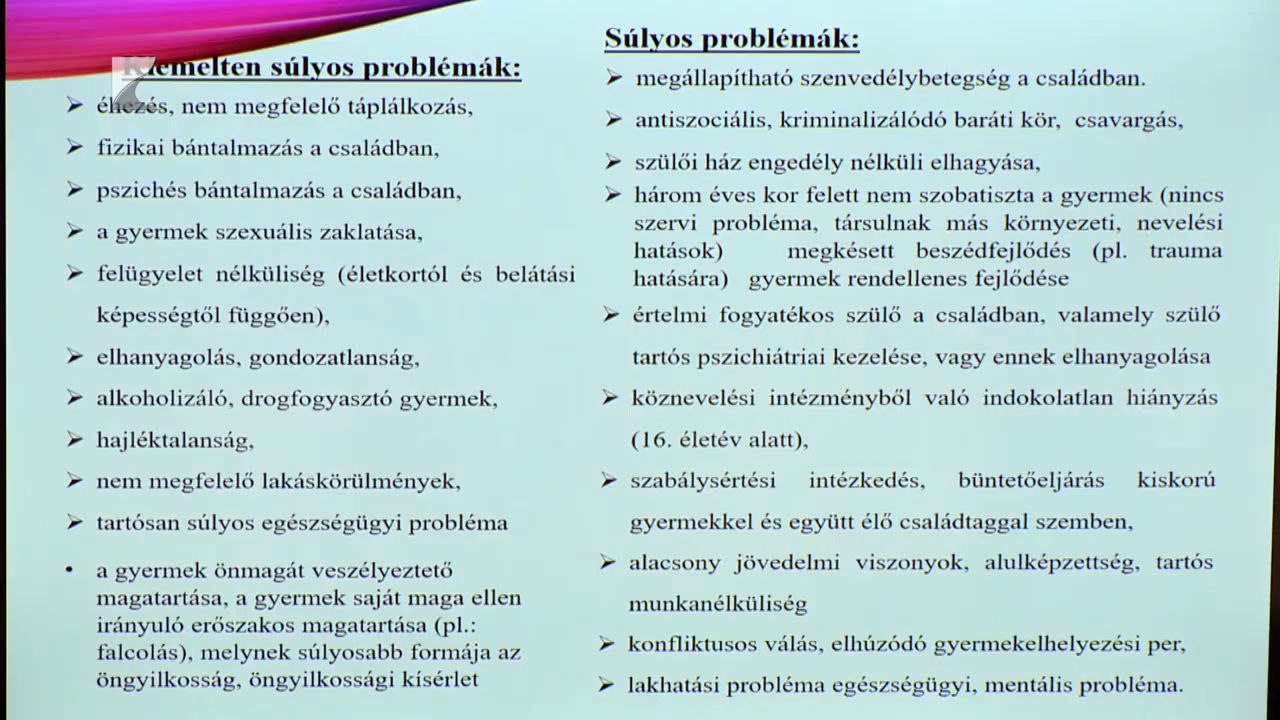 Kiemelten súlyos problémák:
éhezés, nem megfelelő táplálkozás,
fizikai bántalmazás a családban,
pszichés bántalmazás a családban,
a gyermek szexuális zaklatása,
felügyelet nélküliség (életkortól és belátási
képességtől függően),
elhanyagolás, gondozatlanság,
alkoholizáló, drogfogyasztó gyermek,
hajléktalanság,
nem megfelelő lakáskörülmények,
tartósan súlyos egészségügyi probléma
a gyermek önmagát veszélyeztető
magatartása, a gyermek saját maga ellen
irányuló erőszakos magatartása (pl.:
falcolás), melynek súlyosabb formája az
öngyilkosság, öngyilkossági kísérlet
Súlyos problémák:
megállapítható szenvedélybetegség a családban.
antiszociális, kriminalizálódó baráti kör, csavargás,
szülői ház engedély nélküli elhagyása,
három éves kor felett nem szobatiszta a gyermek (nincs
szervi probléma, társulnak más környezeti, nevelési
hatások) megkésett beszédfejlődés (pl. trauma
hatására) gyermek rendellenes fejlődése
értelmi fogyatékos szülő a családban, valamely szülő
tartós pszichiátriai kezelése, vagy ennek elhanyagolása
köznevelési intézményből való indokolatlan hiányzás
(16. életév alatt),
szabálysértési intézkedés, büntetőeljárás kiskorú
gyermekkel és együtt élő családtaggal szemben,
alacsony jövedelmi viszonyok, alulképzettség, tartós
munkanélküliség
konfliktusos válás, elhúzódó gyermekelhelyezési per,
lakhatási probléma egészségügyi, mentális probléma.